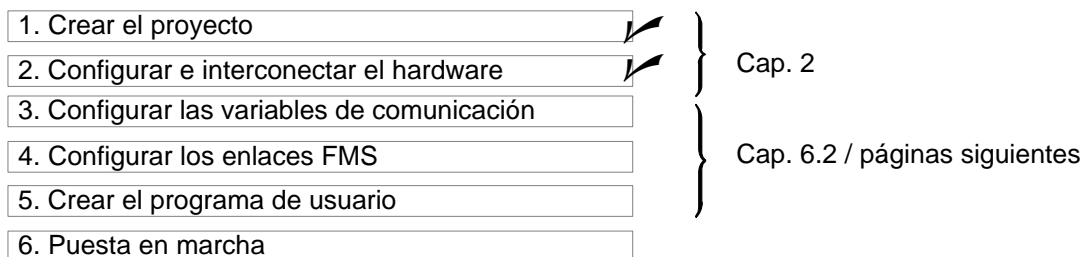 1. Crear el proyecto
2. Configurar e interconectar el hardware
Cap. 2
3. Configurar las variables de comunicación
4. Configurar los enlaces FMS
Cap. 6.2 / páginas siguientes
5. Crear el programa de usuario
6. Puesta en marcha